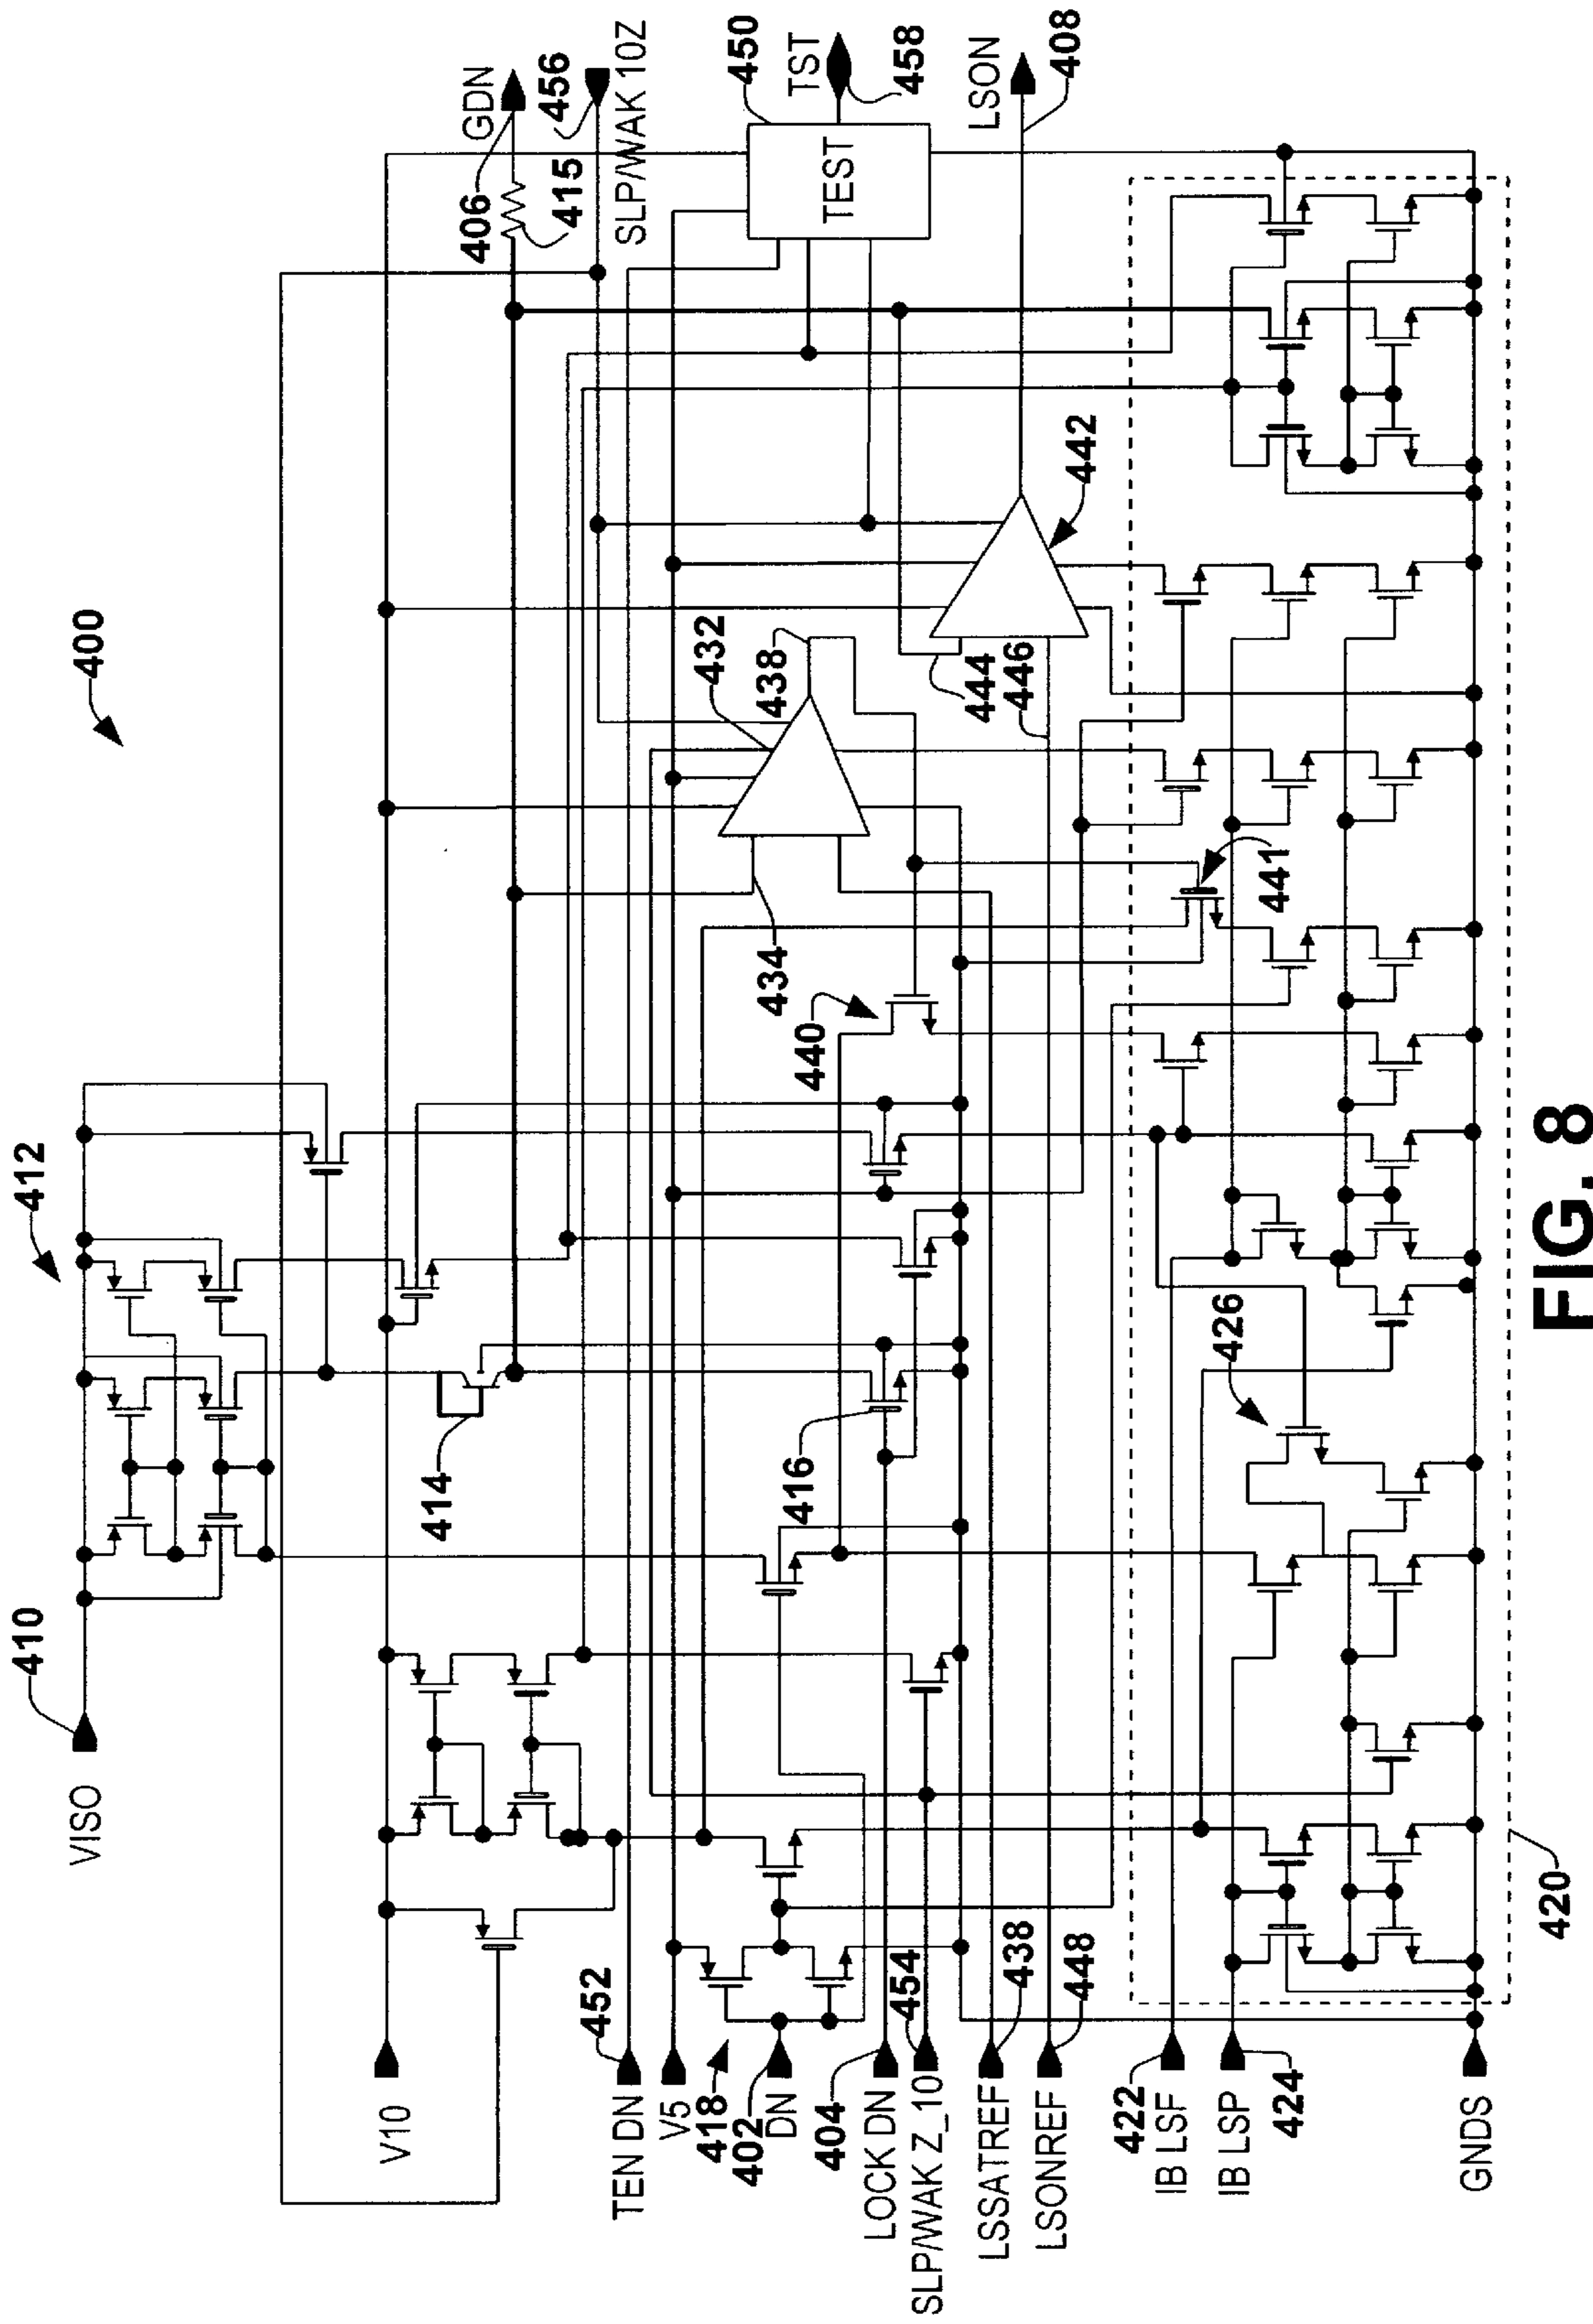 400
VISO
410
412
V10
TEN DN
452
V5
418
402
DN
404
LOCK DN
454
SLP/WAK Z_10
LSSATREF
438
LSONREF
448
422
IB LSF
IB LSP
424
GNDS
420
414
416
426
440
441
434
432
438
444
446
442
GDN
406
415
456
SLP/WAK 10Z
450
TEST
TST
458
LSON
408
FIG. 8